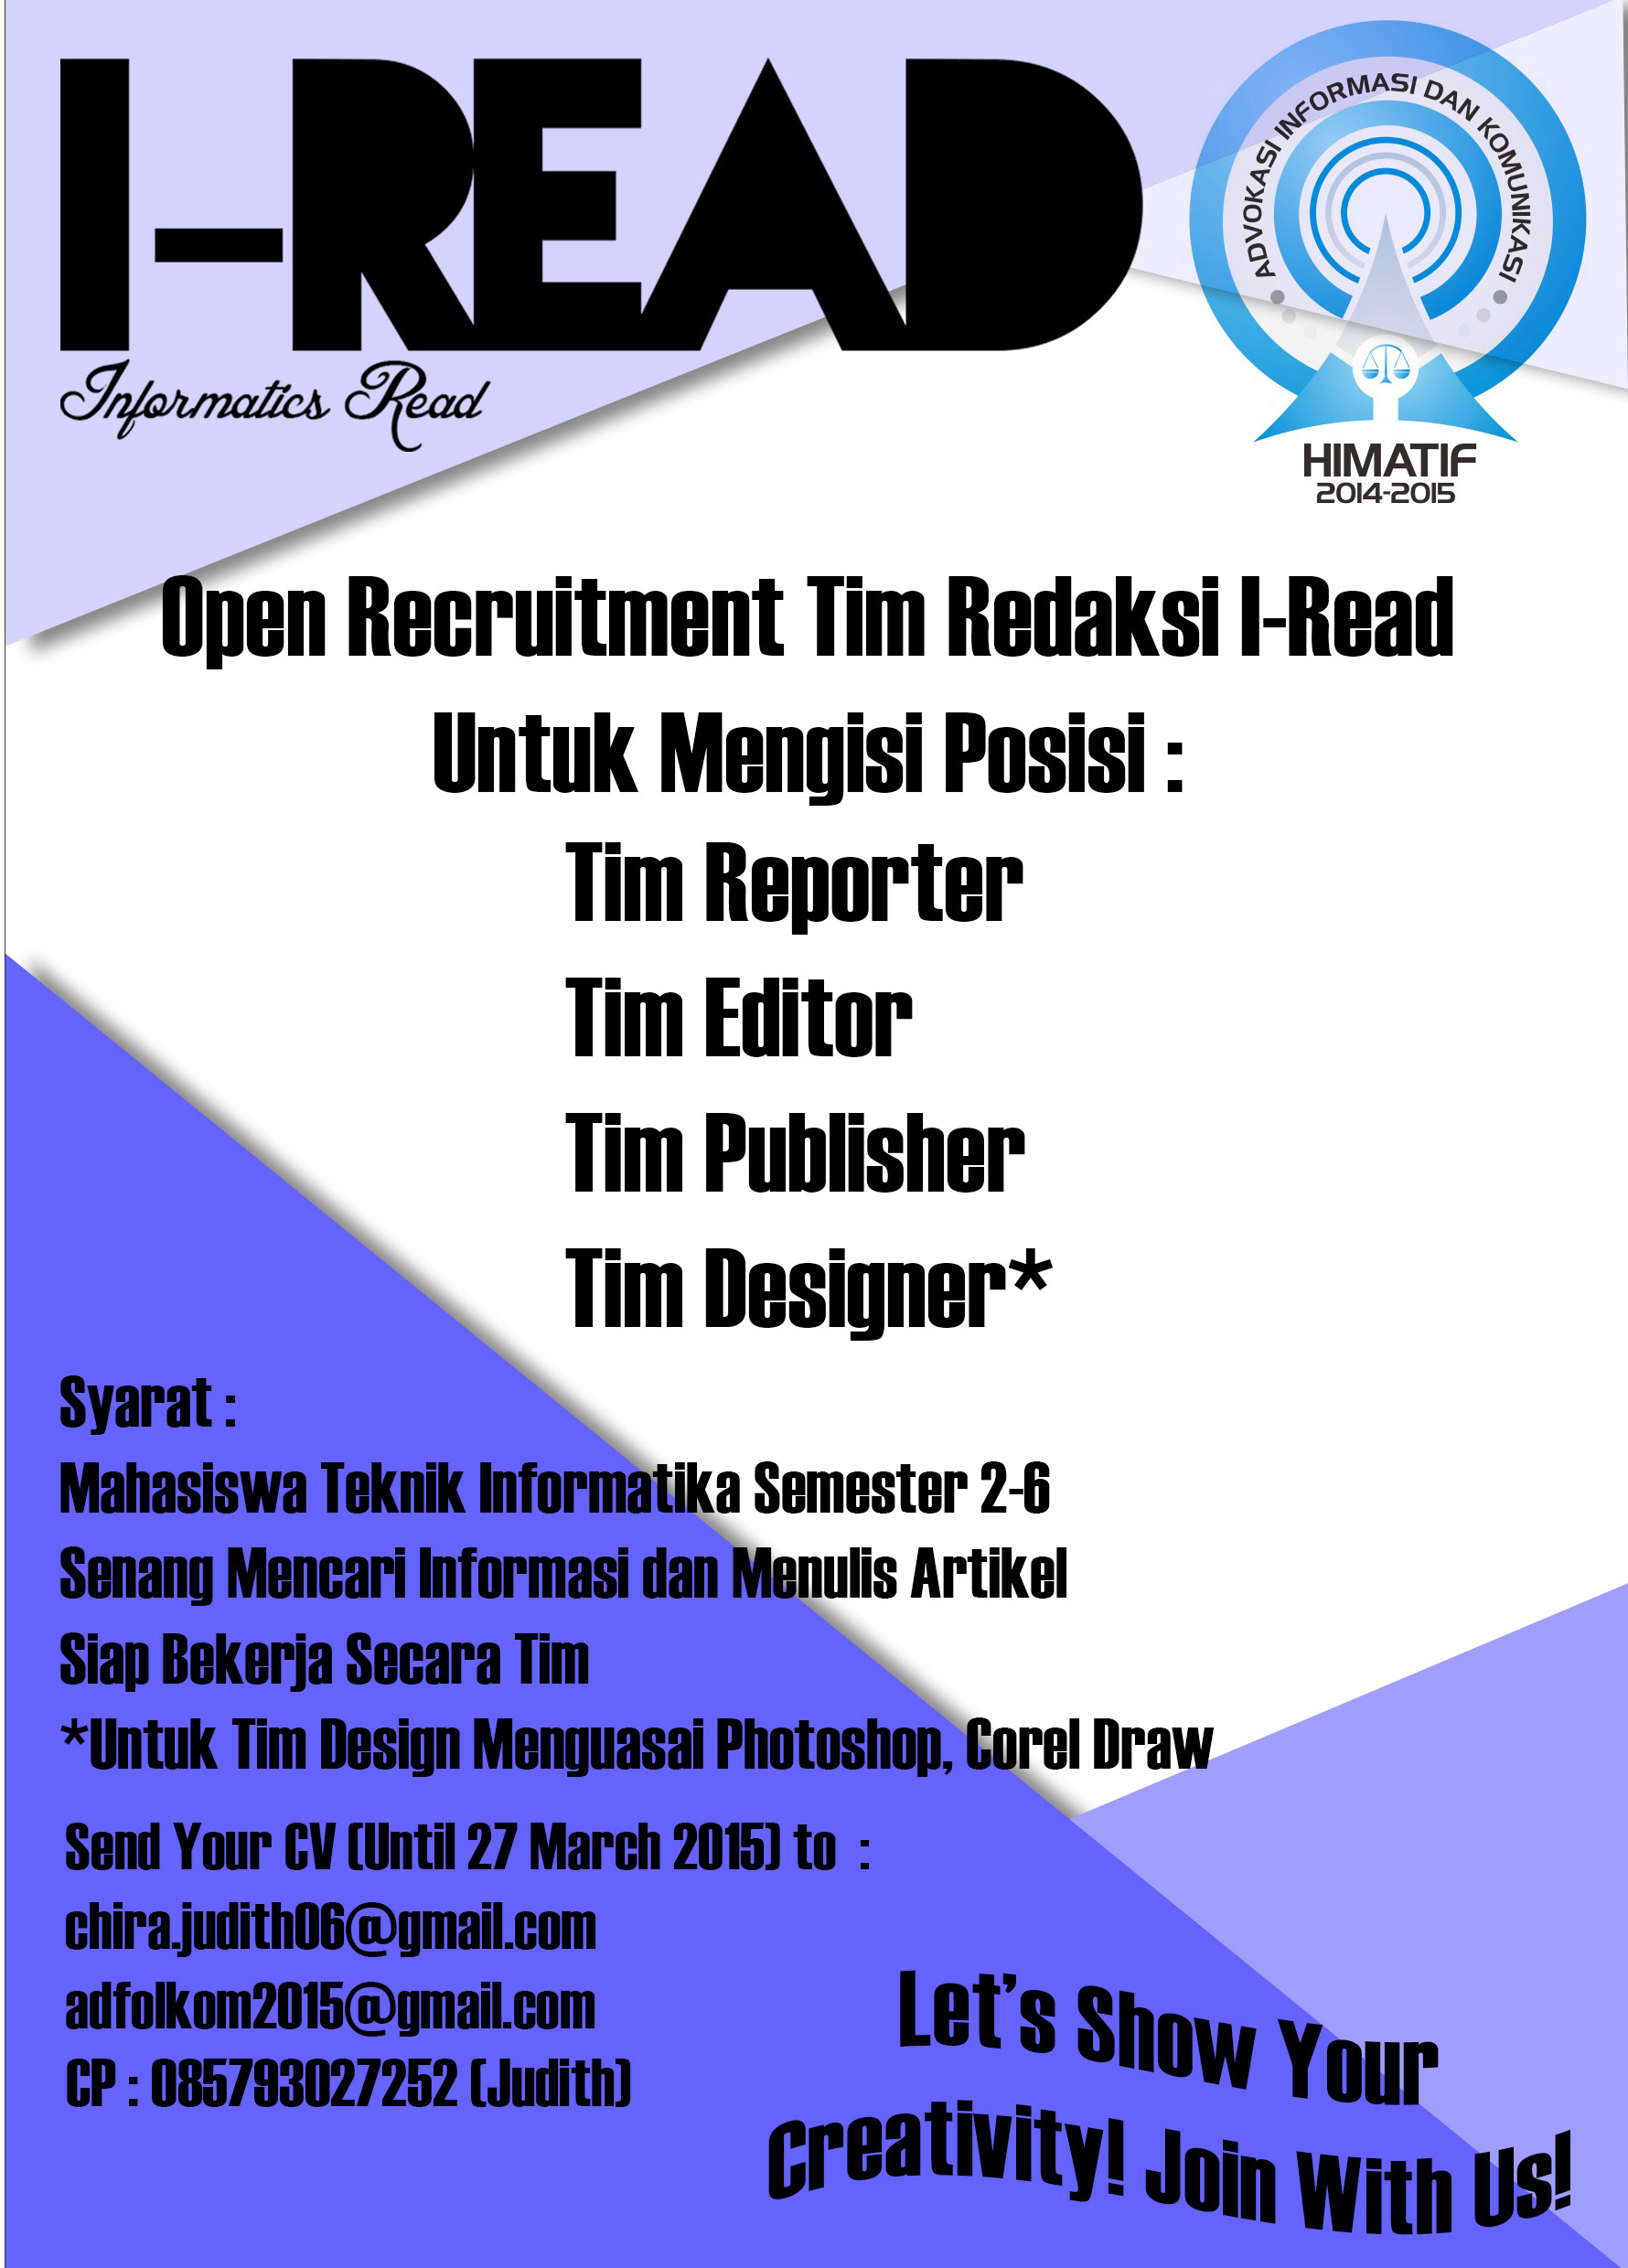 I-READ
Informatics Read
ADVOKASI INFORMASI DAN KOMUNIKASI
HIMATIF
2014-2015
Open Recruitment Tim Redaksi I-Read
Untuk Mengisi Posisi :
Tim Reporter
Tim Editor
Tim Publisher
Tim Designer*
Syarat :
Mahasiswa Teknik Informatika Semester 2-6
Senang Mencari Informasi dan Menulis Artikel
Siap Bekerja Secara Tim
*Untuk Tim Design Menguasai Photoshop, Corel Draw
Send Your CV (Until 27 March 2015) to :
chira.judith06@gmail.com
adfolkom2015@gmail.com
CP : 085793027252 (Judith)
Let's Show Your
Creativity! Join With Us!